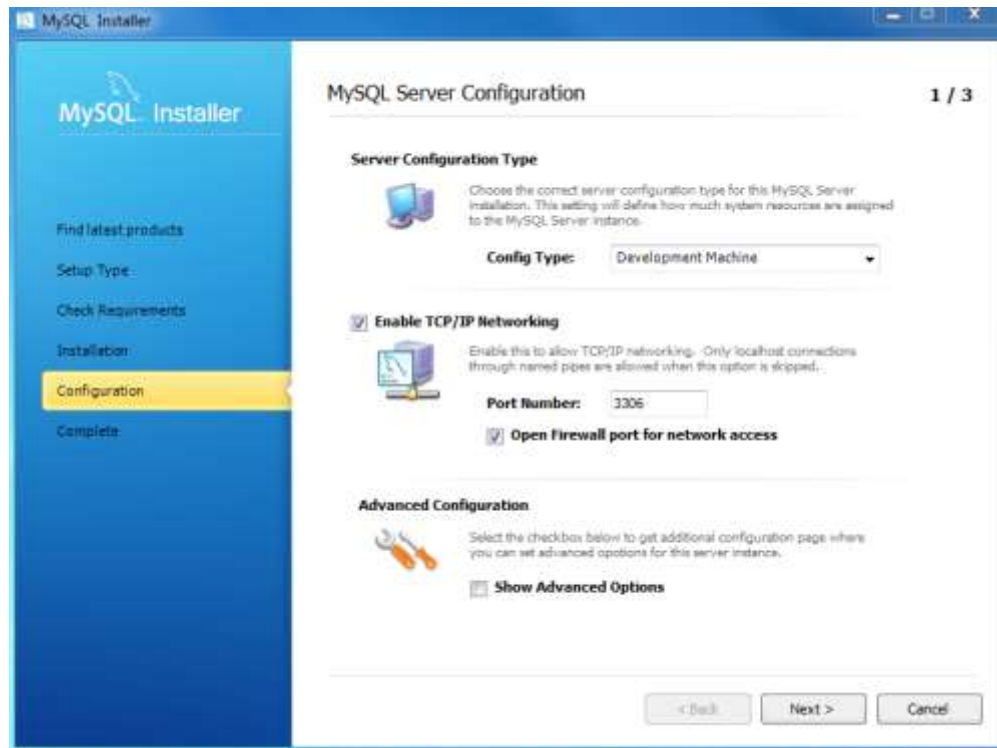 MySQL Installer
MySQL Installer
MySQL Server Configuration
1 / 3
Server Configuration Type
Choose the correct server configuration type for this MySQL Server
installation. This setting will define how much system resources are assigned
to the MySQL Server instance.
Config Type:
Development Machine
Find latest products
Setup Type
Check Requirements
Installation
Configuration
Complete
Enable TCP/IP Networking
Enable this to allow TCP/IP networking. Only localhost connections
through named pipes are allowed when this option is skipped.
Port Number:
3306
Open Firewall port for network access
Advanced Configuration
Select the checkbox below to get additional configuration page where
you can set advanced opotions for this server instance.
Show Advanced Options
< Back
Next >
Cancel